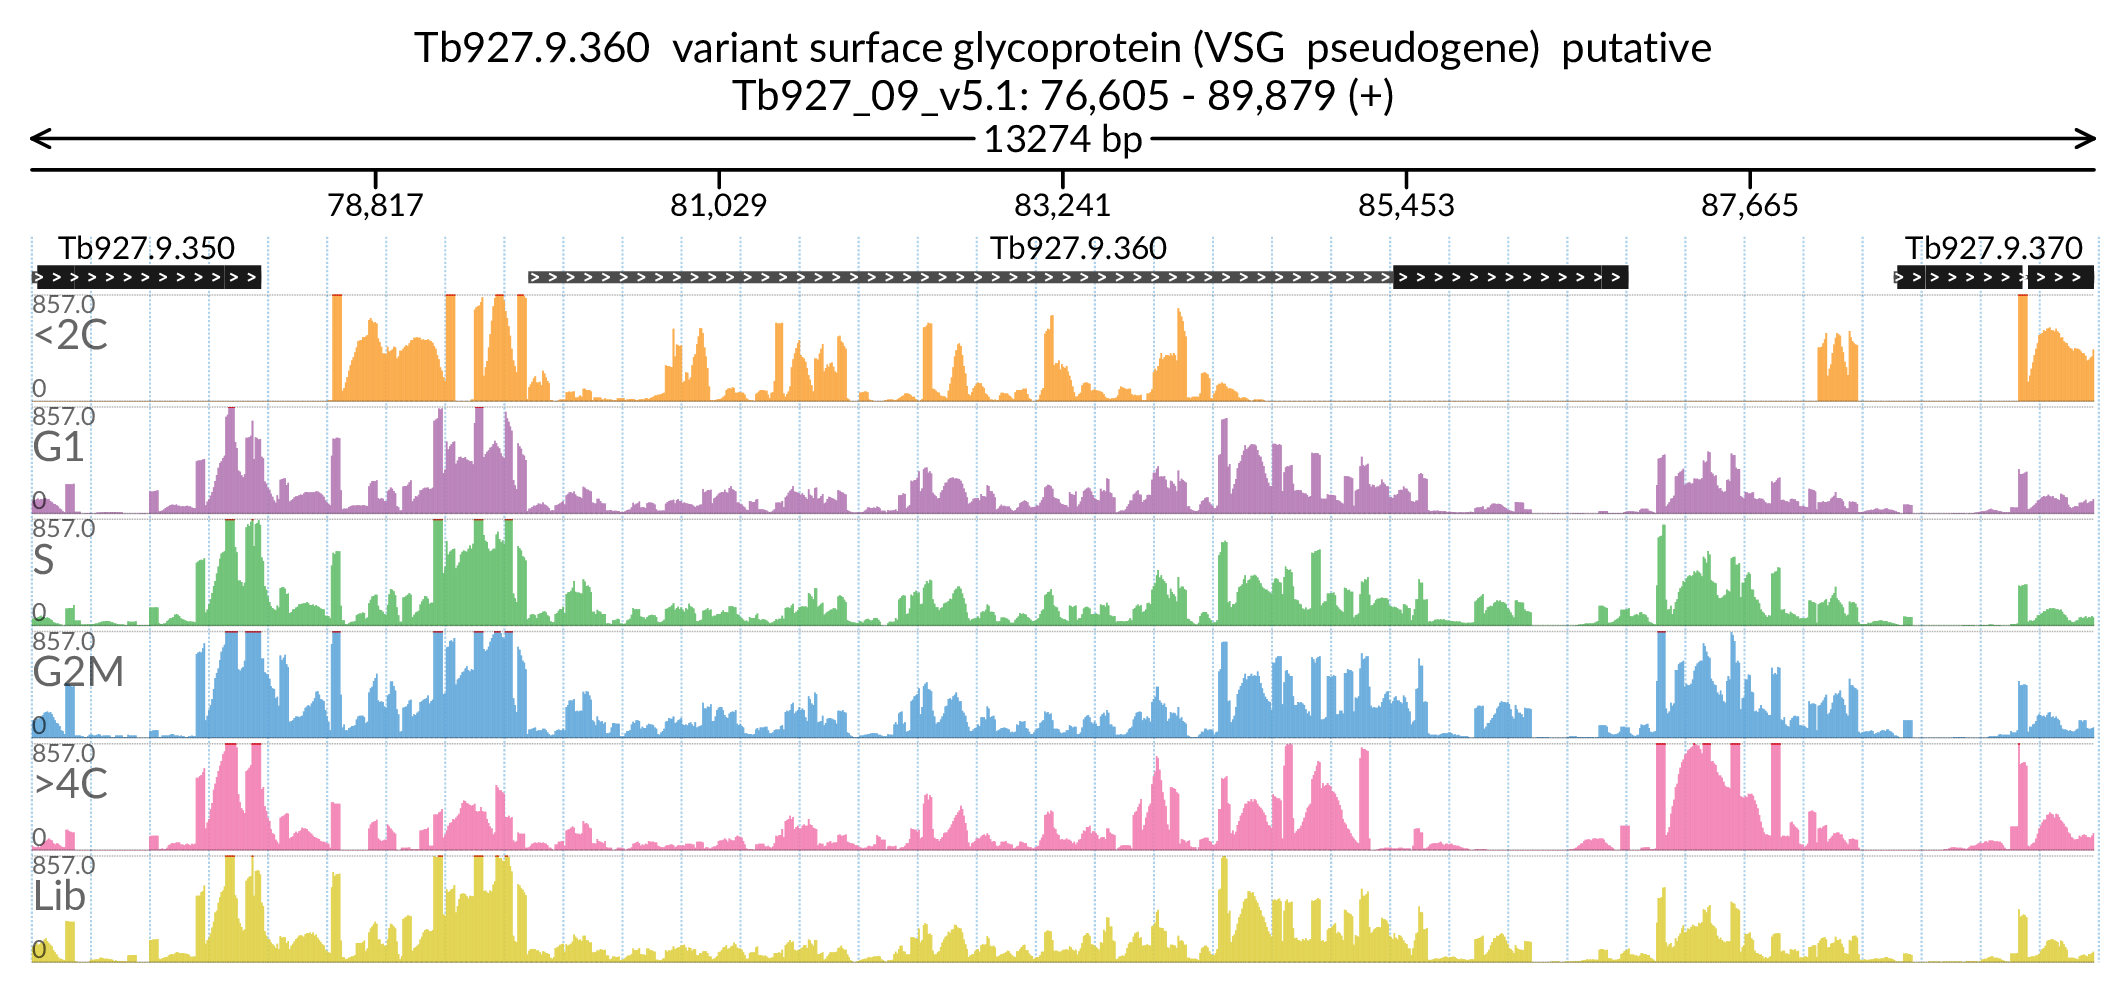 Tb927.9.360  variant surface glycoprotein (VSG  pseudogene)  putative
Tb927_09_v5.1: 76,605 - 89,879 (+)
13274 bp
78,817 81,029 83,241 85,453 87,665
Tb927.9.350 Tb927.9.360 Tb927.9.370
857.0
<2C
0
857.0
G1
0
857.0
S
0
857.0
G2M
0
857.0
>4C
0
857.0
Lib
0